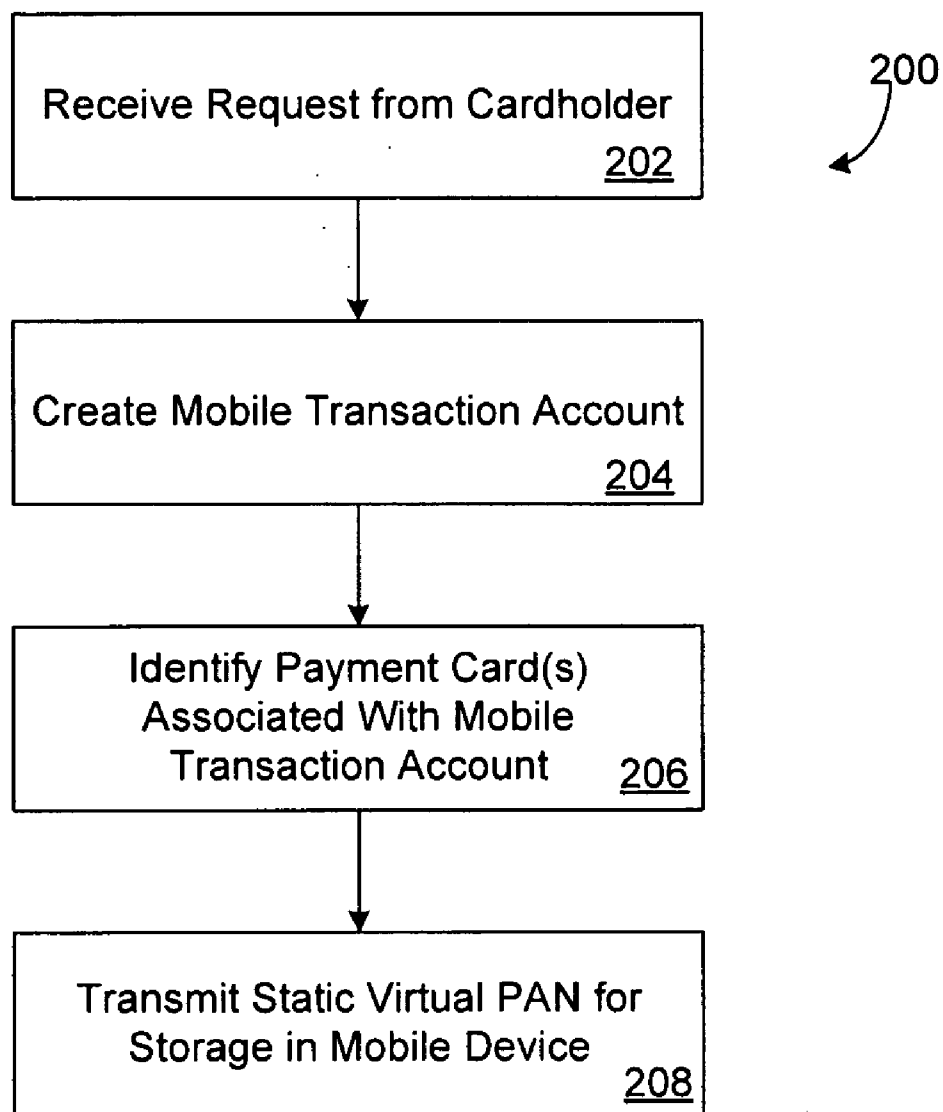 200
Receive Request from Cardholder
202
Create Mobile Transaction Account
204
Identify Payment Card(s)
Associated With Mobile
Transaction Account
206
Transmit Static Virtual PAN for
Storage in Mobile Device
208